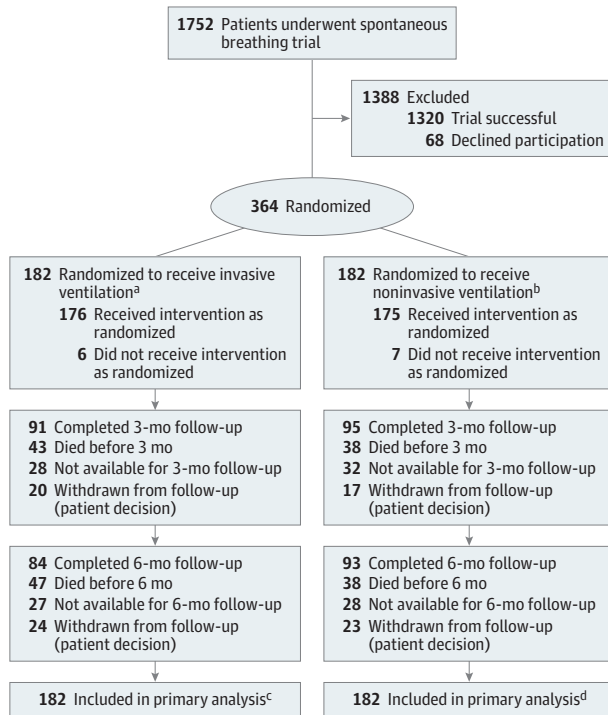 1752 Patients underwent spontaneous
breathing trial
1388 Excluded
1320 Trial successful
68 Declined participation
364 Randomized
182 Randomized to receive invasive
ventilationa
176 Received intervention as
randomized
6 Did not receive intervention
as randomized
182 Randomized to receive
noninvasive ventilationb
175 Received intervention as
randomized
7 Did not receive intervention
as randomized
91 Completed 3-mo follow-up
43 Died before 3 mo
28 Not available for 3-mo follow-up
20 Withdrawn from follow-up
(patient decision)
95 Completed 3-mo follow-up
38 Died before 3 mo
32 Not available for 3-mo follow-up
17 Withdrawn from follow-up
(patient decision)
84 Completed 6-mo follow-up
47 Died before 6 mo
27 Not available for 6-mo follow-up
24 Withdrawn from follow-up
(patient decision)
93 Completed 6-mo follow-up
38 Died before 6 mo
28 Not available for 6-mo follow-up
23 Withdrawn from follow-up
(patient decision)
182 Included in primary analysisc
182 Included in primary analysisd